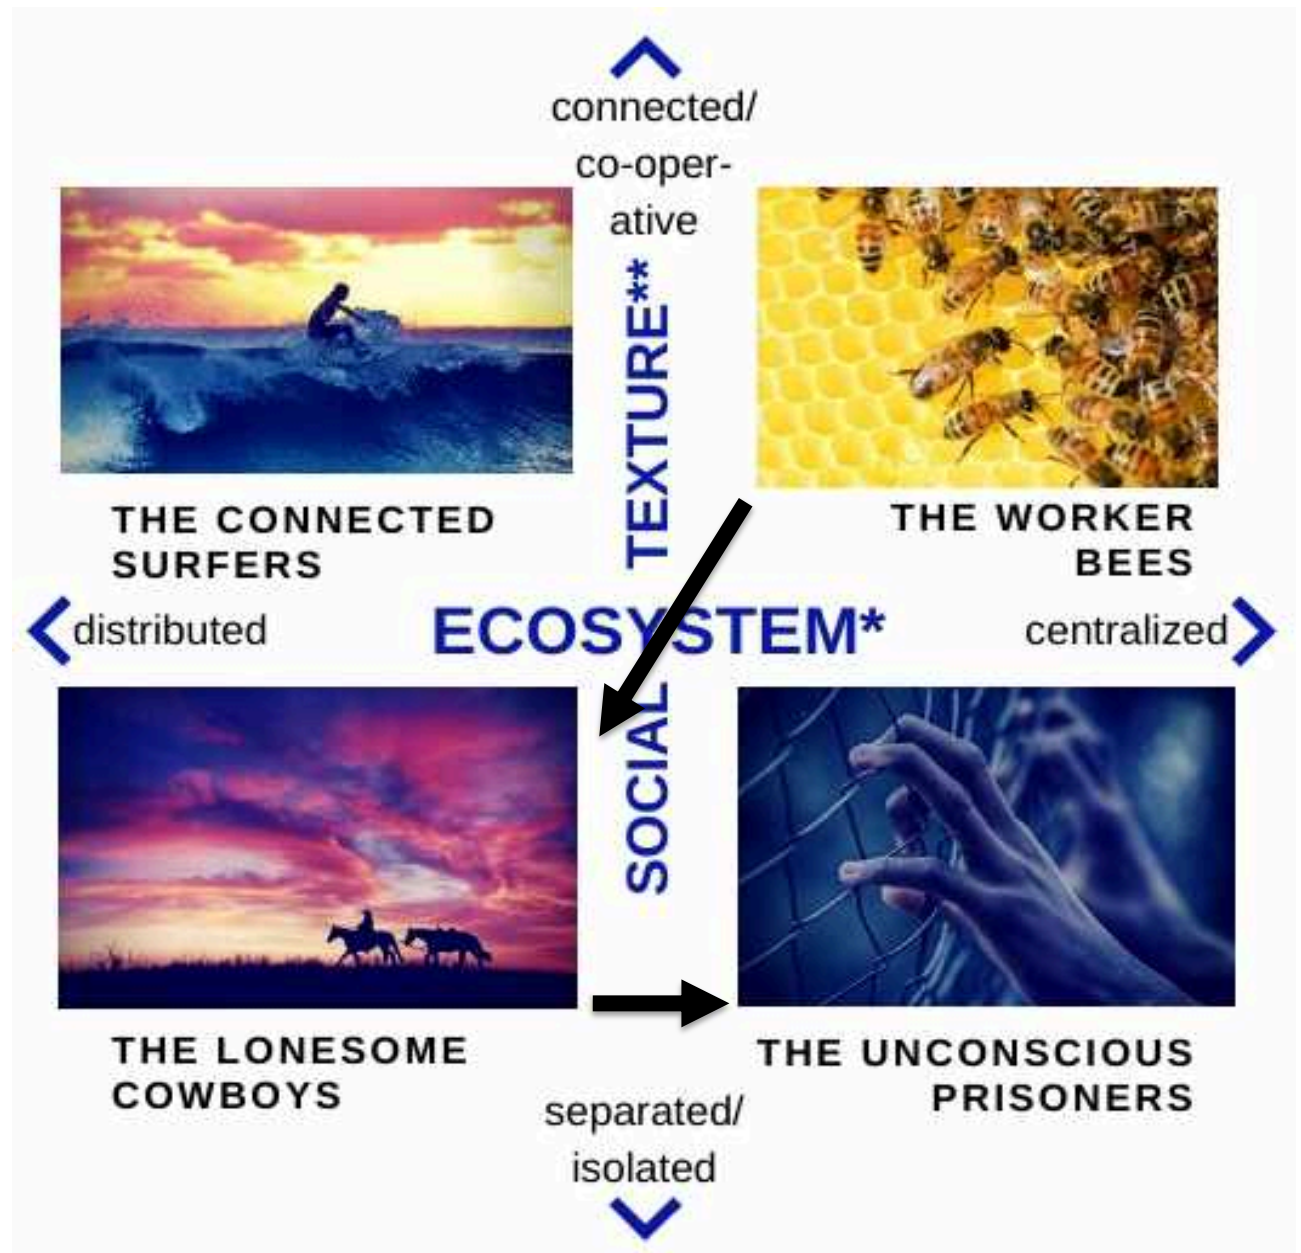 connected/
co-oper-
ative
SOCIAL TEXTURE**
THE CONNECTED
SURFERS
THE WORKER
BEES
distributed
ECOSYSTEM*
centralized
THE LONESOME
COWBOYS
THE UNCONSCIOUS
PRISONERS
separated/
isolated